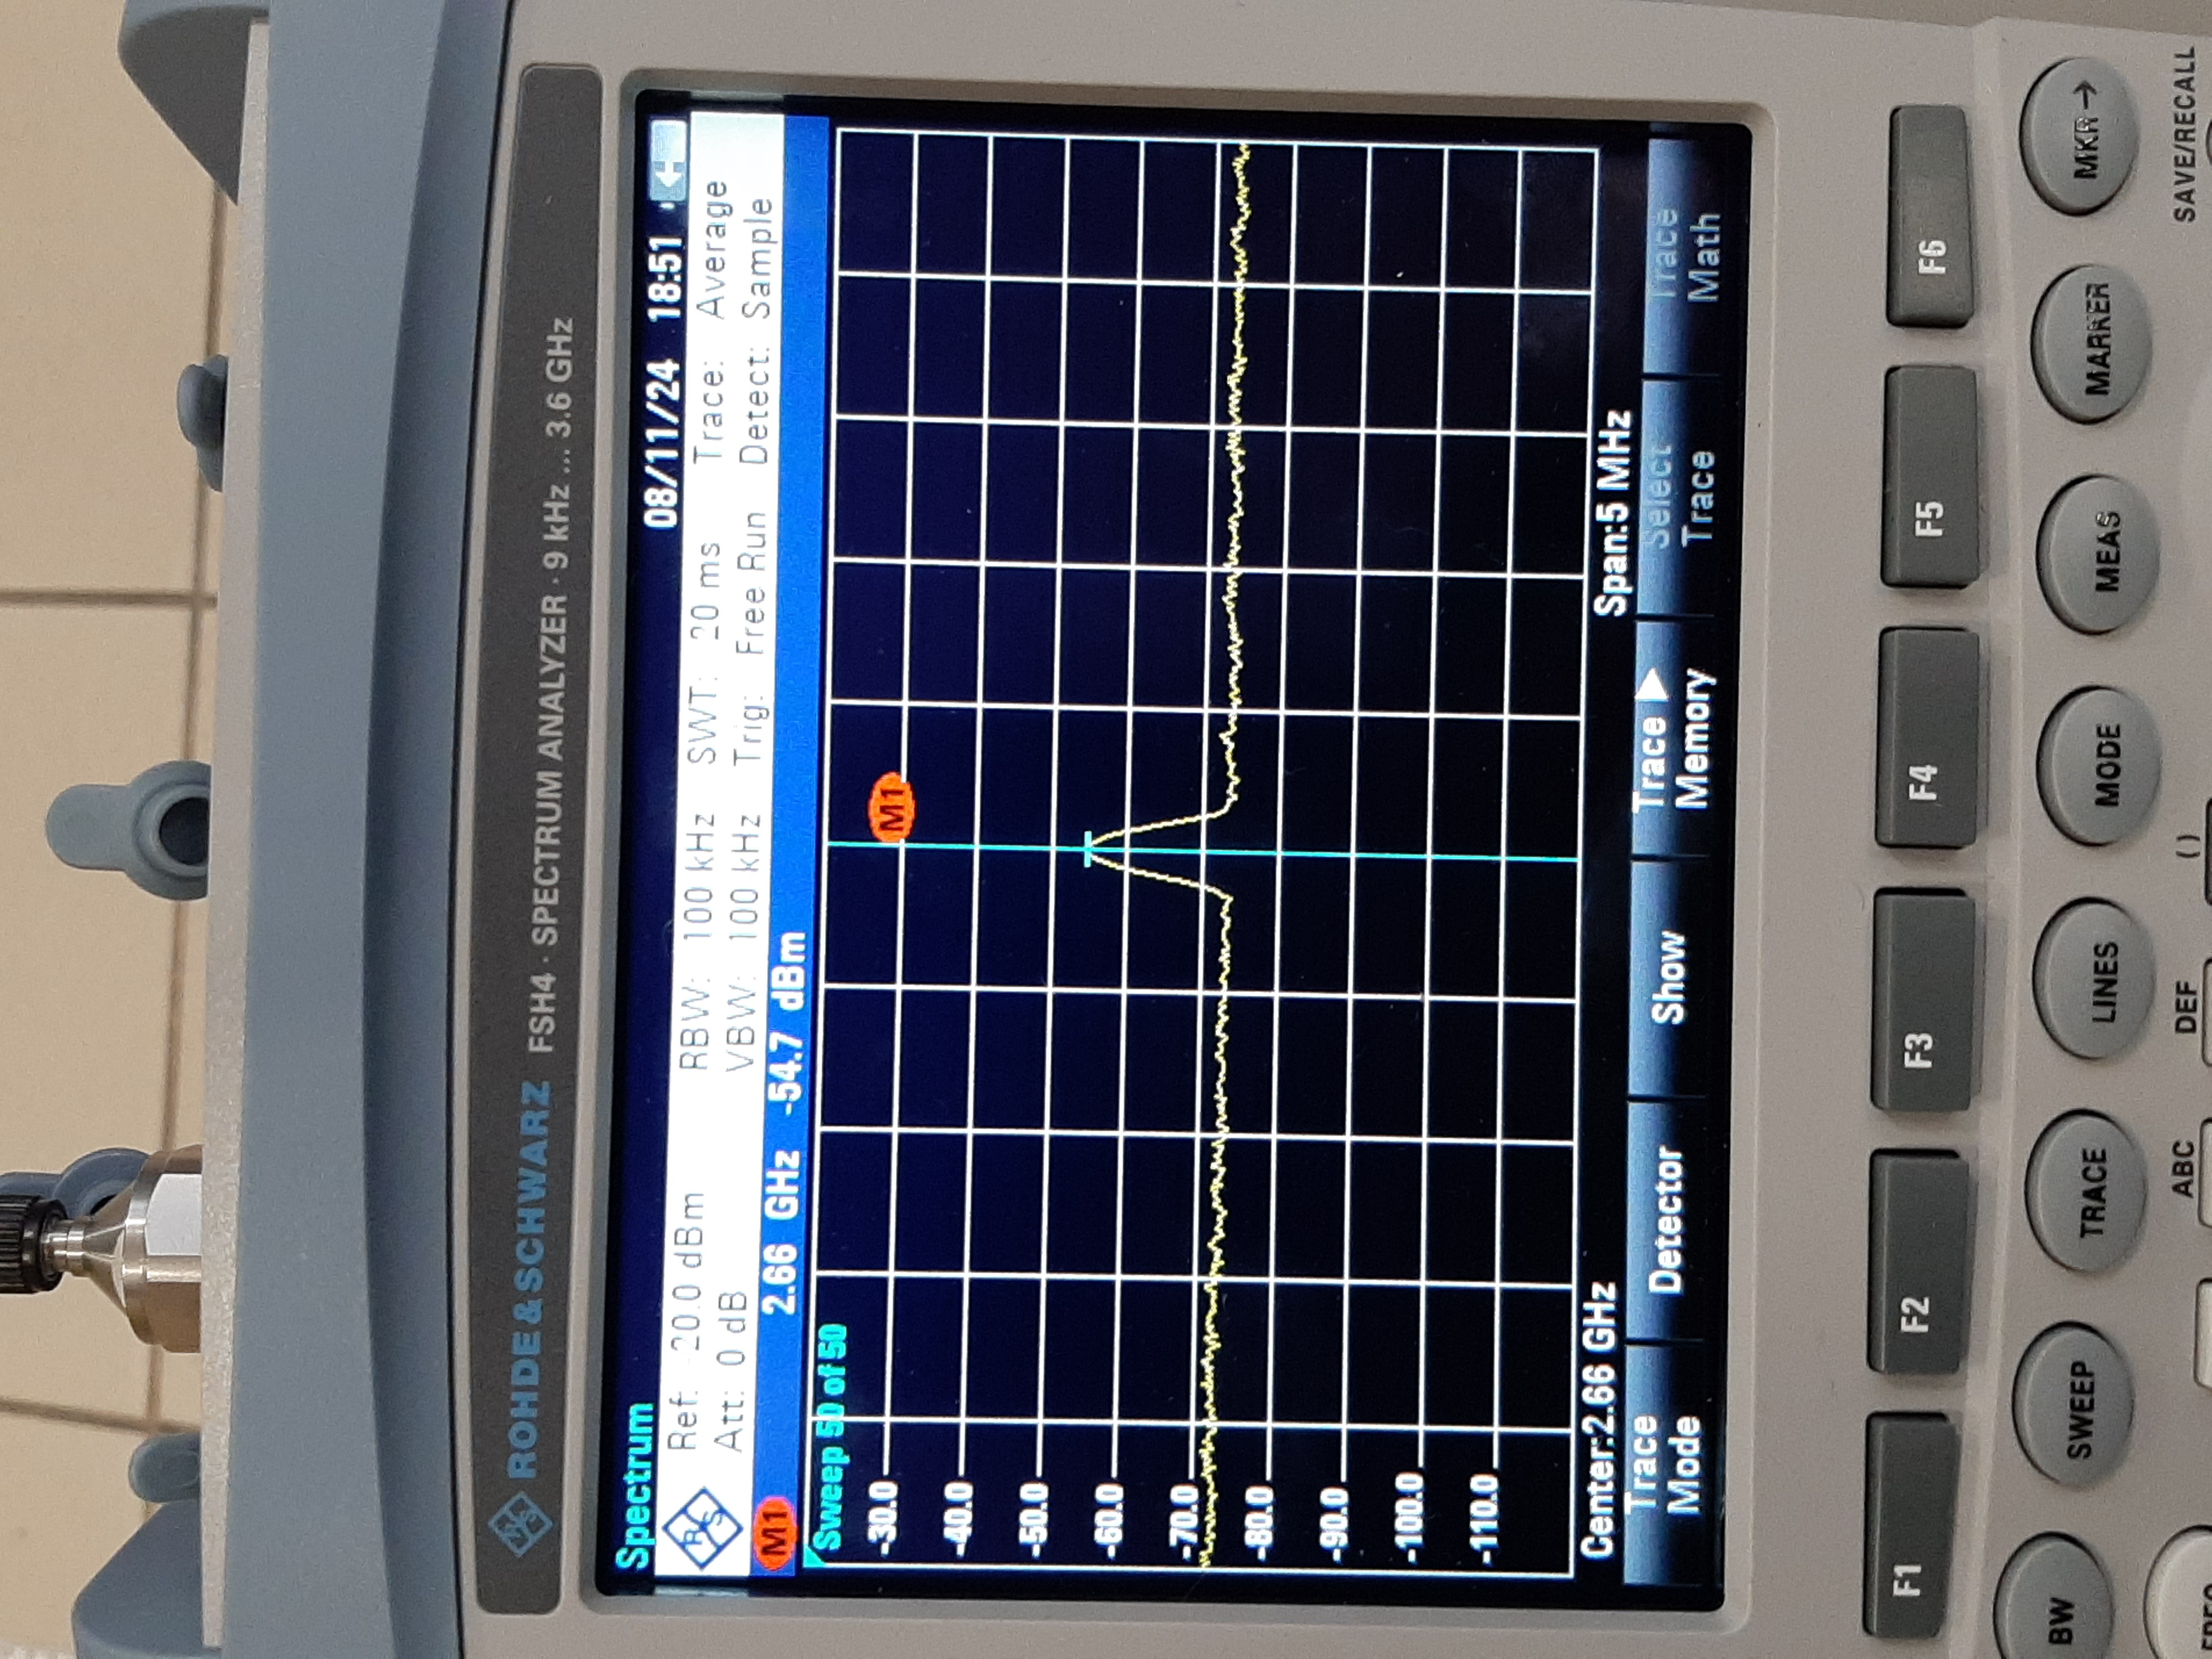 ROHDE & SCHWARZ FSH4 · SPECTRUM ANALYZER · 9 kHz ... 3.6 GHz
Spectrum 08/11/24 18:51
Ref: -20.0 dBm RBW: 100 kHz SWT: 20 ms Trace: Average
Att: 0 dB VBW: 100 kHz Trig: Free Run Detect: Sample
M1 2.66 GHz -54.7 dBm
Sweep 50 of 50
M1
-30.0
-40.0
-50.0
-60.0
-70.0
-80.0
-90.0
-100.0
-110.0
Center:2.66 GHz Span:5 MHz
Trace Mode
Detector
Show
Trace Memory
Select Trace
Trace Math
F1 F2 F3 F4 F5 F6
BW SWEEP TRACE LINES MODE MEAS MARKER MKR→
ABC DEF ( ) SAVE/RECALL